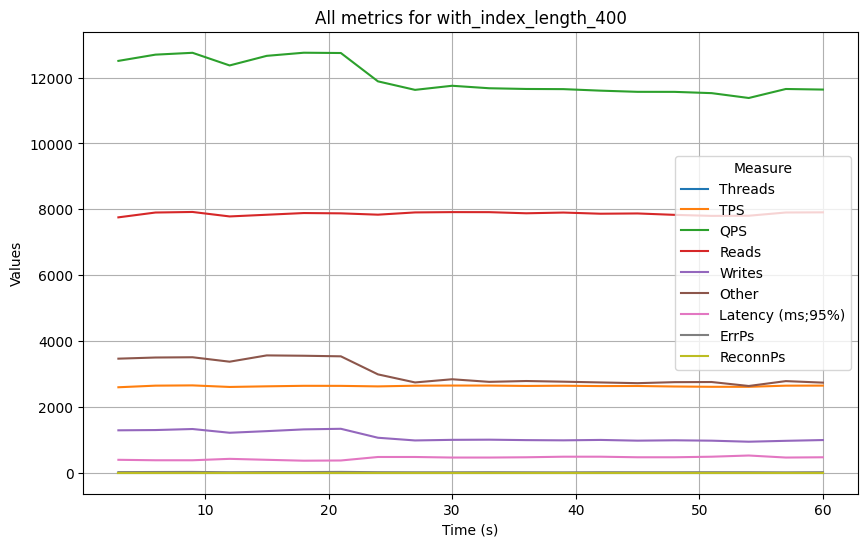 All metrics for with_index_length_400
12000
10000
8000
6000
4000
2000
0
Values
10
20
30
40
50
60
Time (s)
Measure
Threads
TPS
QPS
Reads
Writes
Other
Latency (ms;95%)
ErrPs
ReconnPs